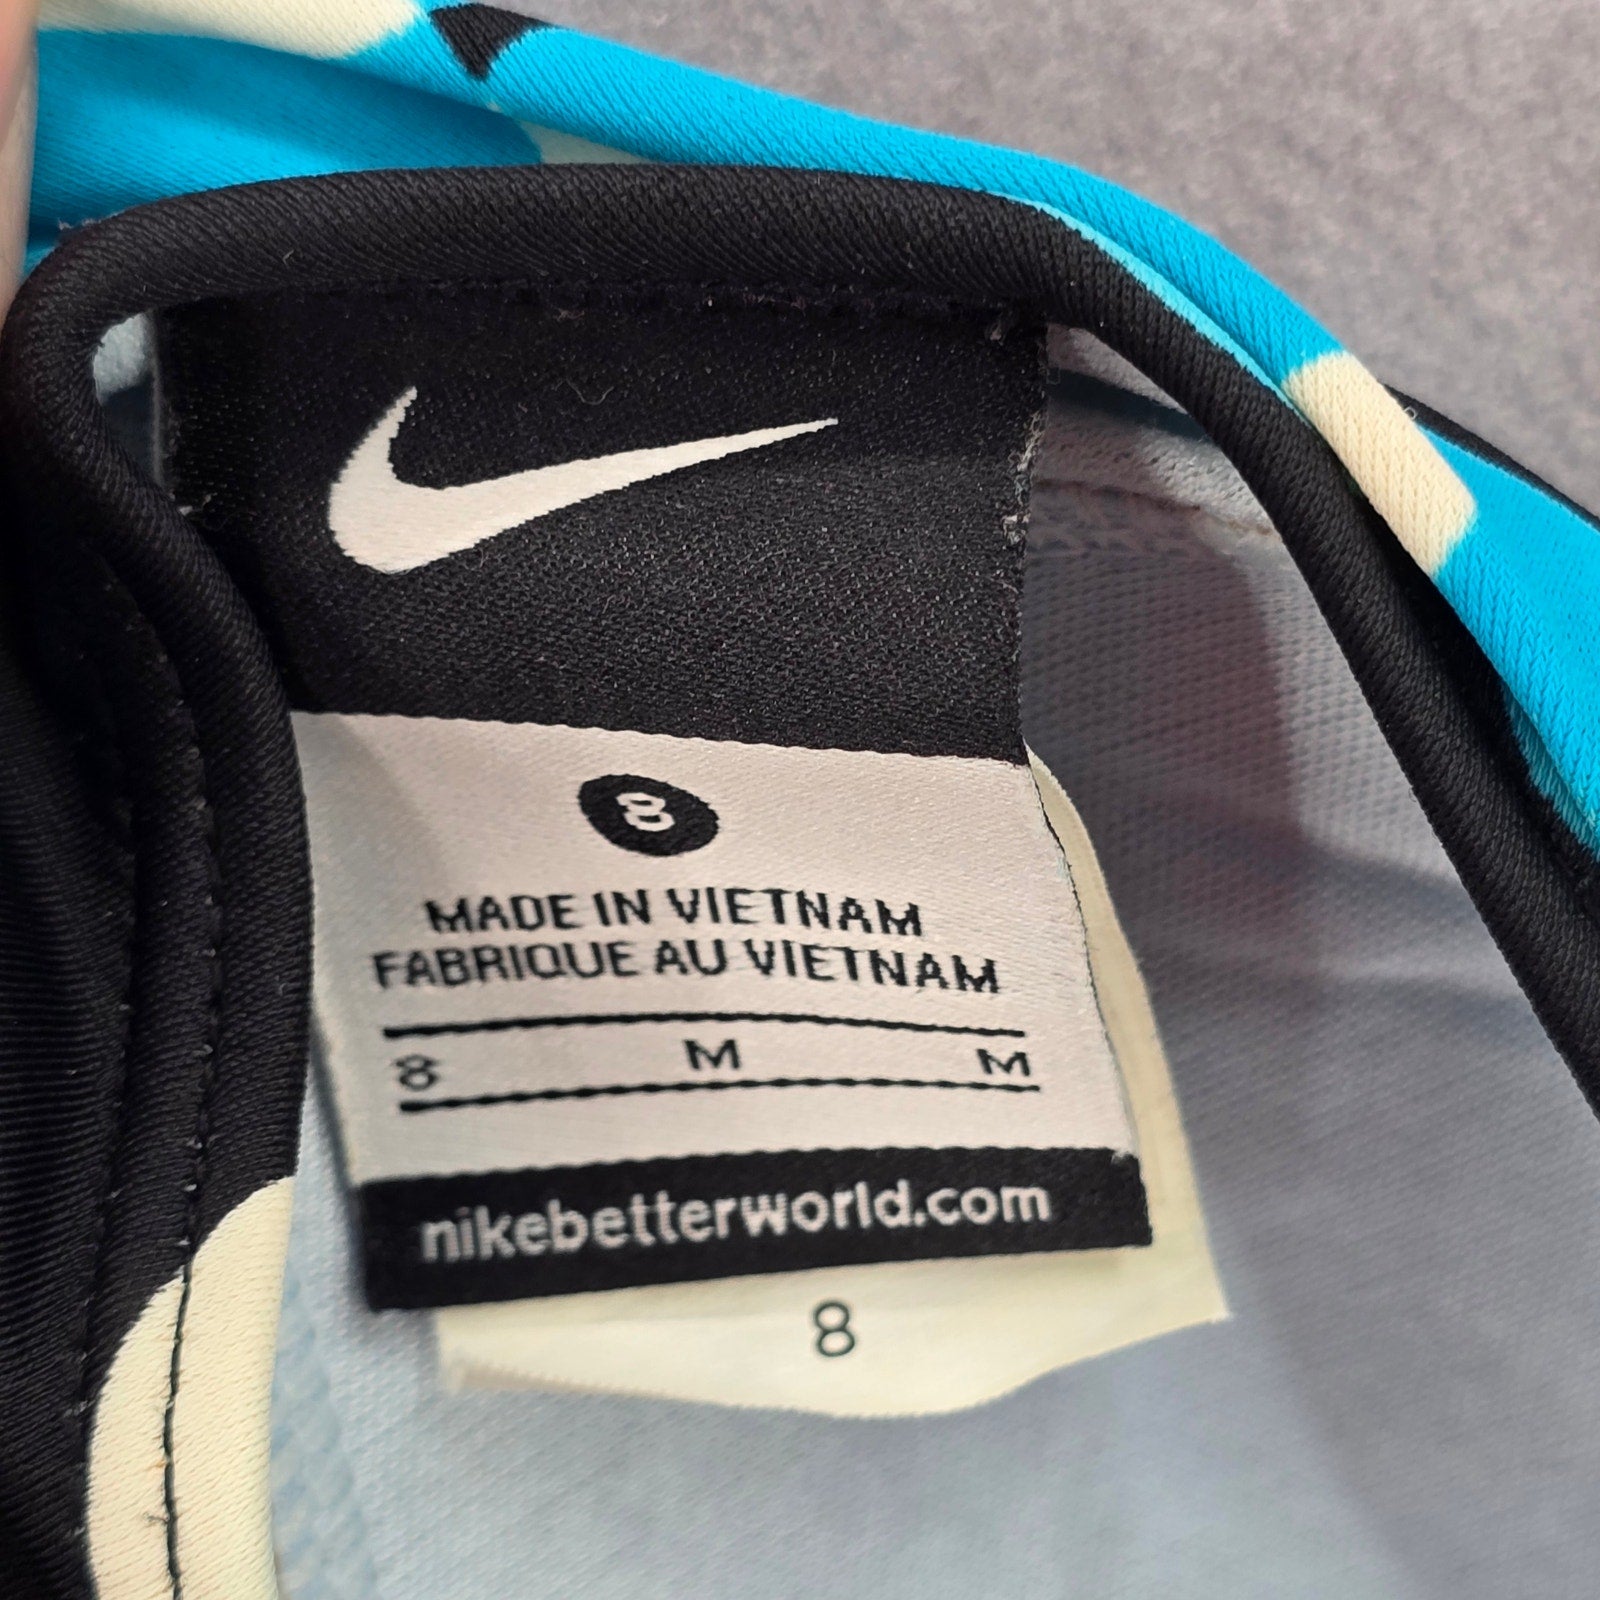 8
MADE IN VIETNAM
FABRIQUE AU VIETNAM
8 M M
nikebetterworld.com
8